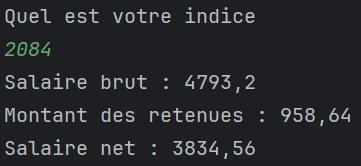 Quel est votre indice
2084
Salaire brut : 4793,2
Montant des retenues : 958,64
Salaire net : 3834,56